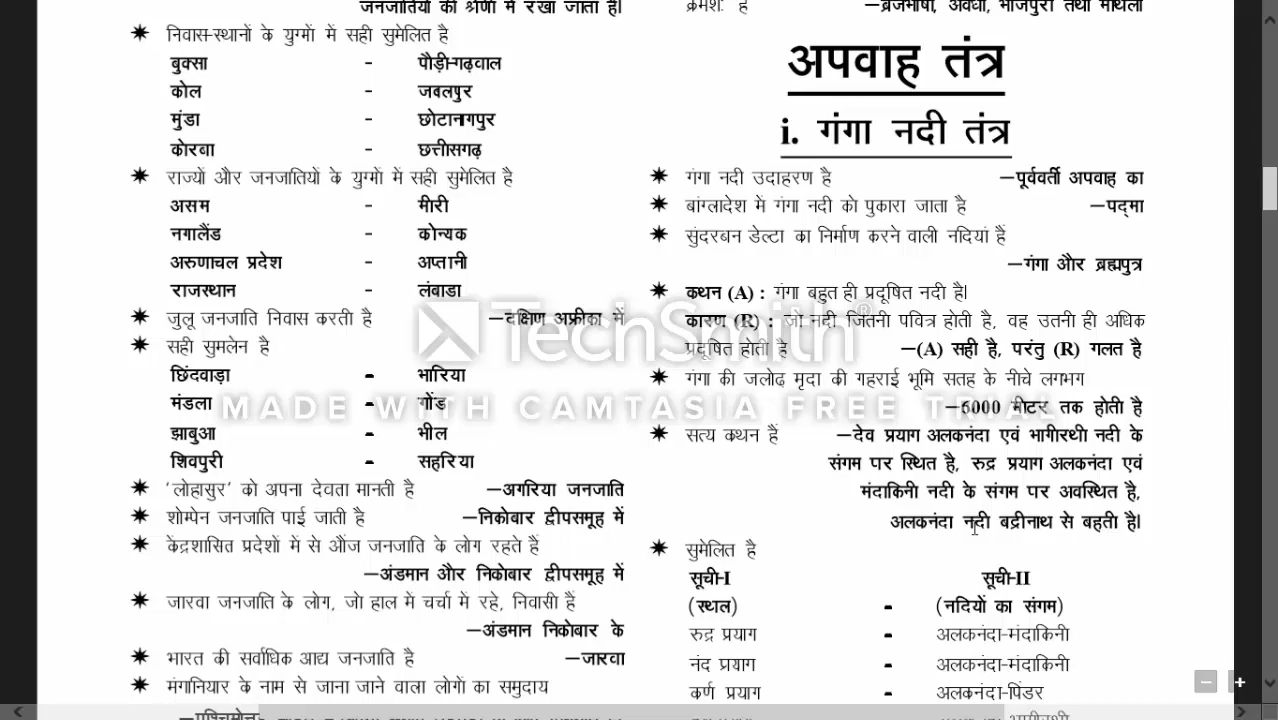 जनजातियों की श्रेणी में रखा जाता है।
✷ निवास-स्थानों के युग्मों में सही सुमेलित है
बुक्सा - पौड़ी-गढ़वाल
कोल - जबलपुर
मुंडा - छोटानागपुर
कोरबा - छत्तीसगढ़
✷ राज्यों और जनजातियों के युग्मों में सही सुमेलित है
असम - मीरी
नगालैंड - कोन्यक
अरुणाचल प्रदेश - अप्तानी
राजस्थान - लंबाडा
✷ जुलू जनजाति निवास करती है –दक्षिण अफ्रीका में
✷ सही सुमलेन है
छिंदवाड़ा - भारिया
मंडला - गोंड
झाबुआ - भील
शिवपुरी - सहरिया
✷ 'लोहासुर' को अपना देवता मानती है –अगरिया जनजाति
✷ शोम्पेन जनजाति पाई जाती है –निकोबार द्वीपसमूह में
✷ केंद्रशासित प्रदेशों में से ओंज जनजाति के लोग रहते हैं
–अंडमान और निकोबार द्वीपसमूह में
✷ जारवा जनजाति के लोग, जो हाल में चर्चा में रहे, निवासी हैं
–अंडमान निकोबार के
✷ भारत की सर्वाधिक आद्य जनजाति है –जारवा
✷ मंगानियार के नाम से जाना जाने वाला लोगों का समुदाय
क्रमशः हैं –ब्रजभाषा, अवधी, भोजपुरी तथा मैथिली
अपवाह तंत्र
i. गंगा नदी तंत्र
✷ गंगा नदी उदाहरण है –पूर्ववर्ती अपवाह का
✷ बांग्लादेश में गंगा नदी को पुकारा जाता है –पद्मा
✷ सुंदरबन डेल्टा का निर्माण करने वाली नदियां हैं
–गंगा और ब्रह्मपुत्र
✷ कथन (A) : गंगा बहुत ही प्रदूषित नदी है।
कारण (R) : जो नदी जितनी पवित्र होती है, वह उतनी ही अधिक
प्रदूषित होती है –(A) सही है, परंतु (R) गलत है
✷ गंगा की जलोढ़ मृदा की गहराई भूमि सतह के नीचे लगभग
–6000 मीटर तक होती है
✷ सत्य कथन हैं –देव प्रयाग अलकनंदा एवं भागीरथी नदी के
संगम पर स्थित है, रुद्र प्रयाग अलकनंदा एवं
मंदाकिनी नदी के संगम पर अवस्थित है,
अलकनंदा नदी बद्रीनाथ से बहती है।
✷ सुमेलित है
सूची-I सूची-II
(स्थल) - (नदियों का संगम)
रुद्र प्रयाग - अलकनंदा-मंदाकिनी
नंद प्रयाग - अलकनंदा-मंदाकिनी
कर्ण प्रयाग - अलकनंदा-पिंडर
TechSmith®
MADE WITH CAMTASIA FREE TRIAL